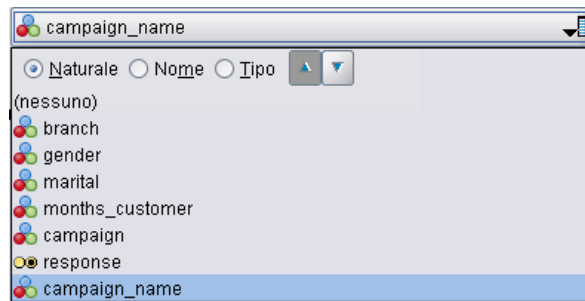 campaign_name
Naturale Nome Tipo
(nessuno)
branch
gender
marital
months_customer
campaign
response
campaign_name